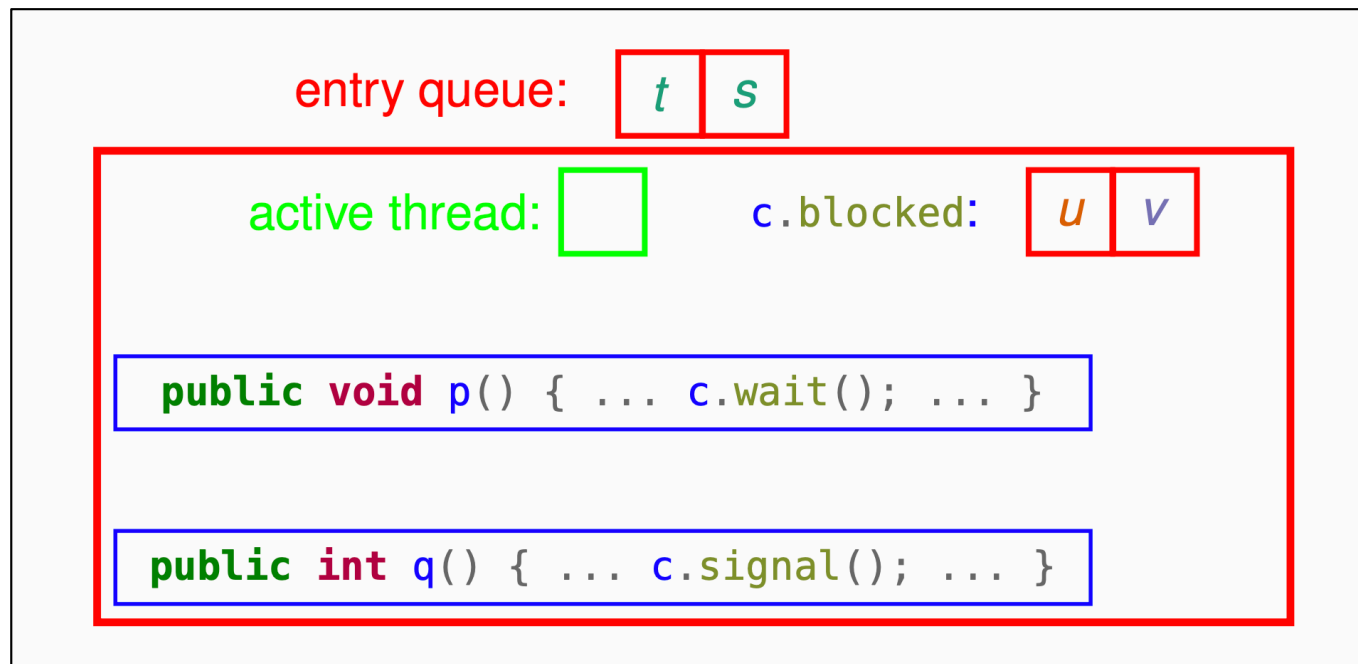 entry queue: t s
active thread: c.blocked: u v
public void p() { ... c.wait(); ... }
public int q() { ... c.signal(); ... }